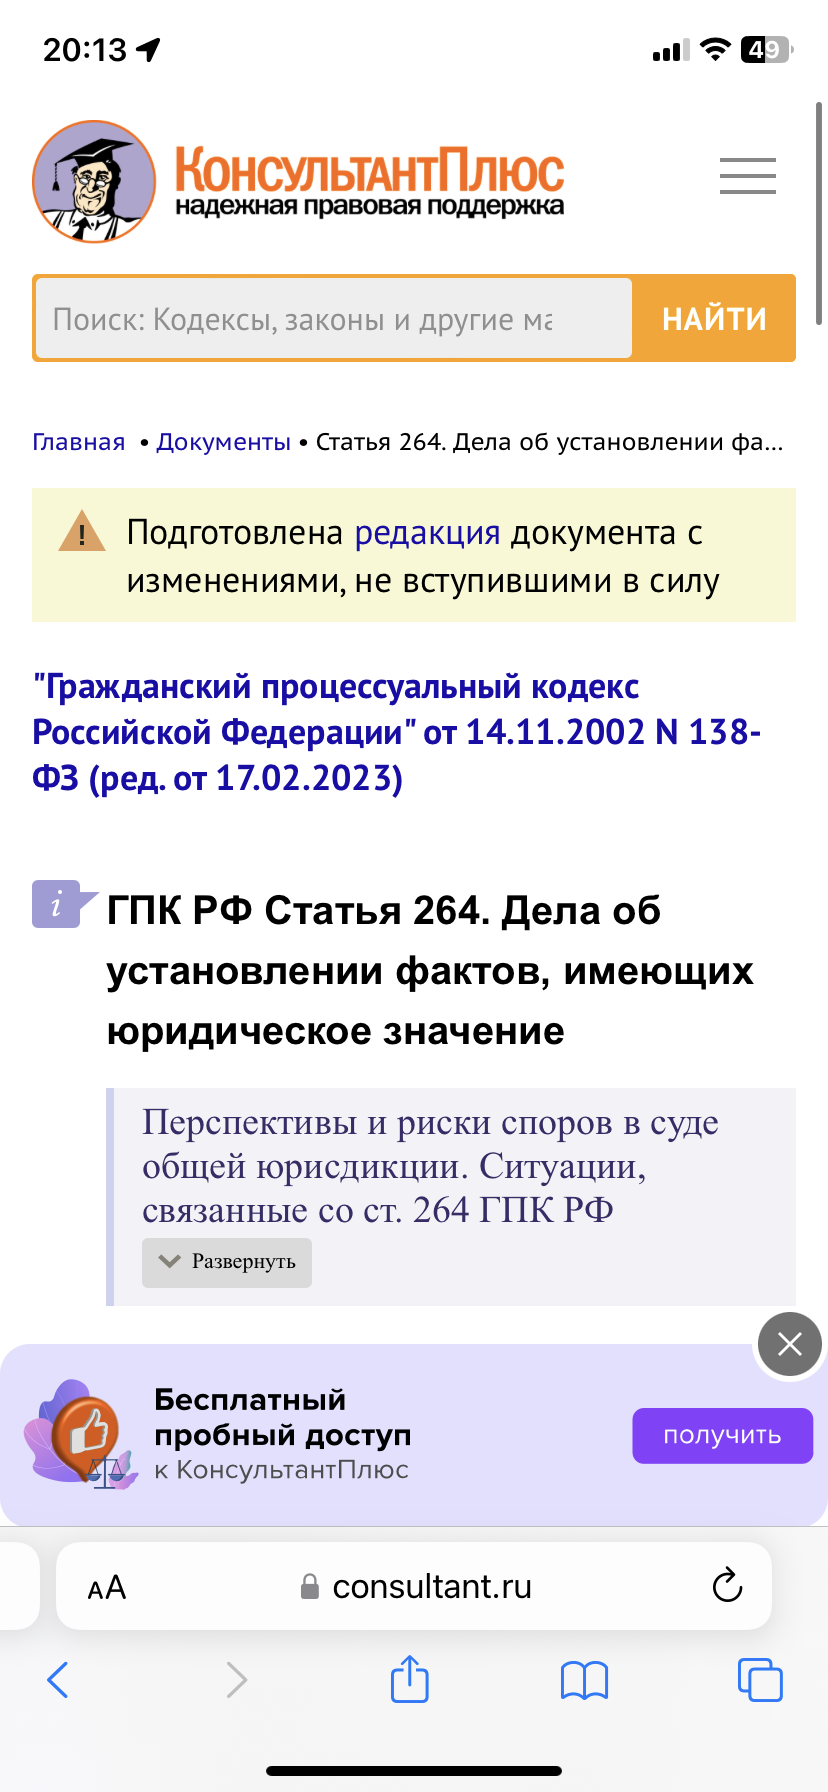 20:13
49
КонсультантПлюс
надежная правовая поддержка
Поиск: Кодексы, законы и другие ма
НАЙТИ
Главная • Документы • Статья 264. Дела об установлении фа...
!
Подготовлена редакция документа с
изменениями, не вступившими в силу
"Гражданский процессуальный кодекс
Российской Федерации" от 14.11.2002 N 138-
ФЗ (ред. от 17.02.2023)
i
ГПК РФ Статья 264. Дела об
установлении фактов, имеющих
юридическое значение
Перспективы и риски споров в суде
общей юрисдикции. Ситуации,
связанные со ст. 264 ГПК РФ
Развернуть
Бесплатный
пробный доступ
к КонсультантПлюс
получить
AA
consultant.ru